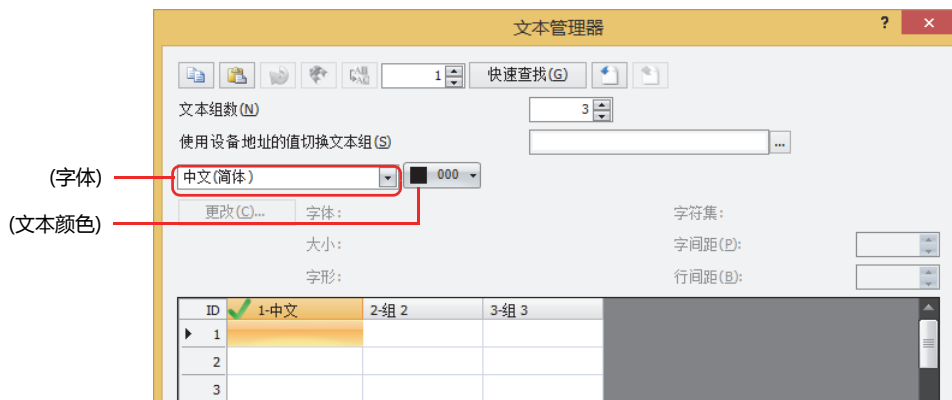 文本管理器 ? ×
1 快速查找(G)
文本组数(N) 3
使用设备地址的值切换文本组(S) ...
(字体) 中文(简体) 000
(文本颜色) 更改(C)... 字体: 字符集:
大小: 字间距(P):
字形: 行间距(B):
ID 1-中文 2-组 2 3-组 3
1
2
3